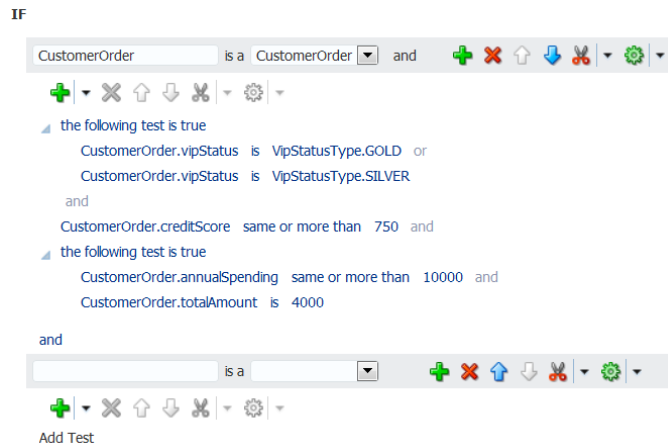 IF
CustomerOrder is a CustomerOrder and
the following test is true
CustomerOrder.vipStatus is VipStatusType.GOLD or
CustomerOrder.vipStatus is VipStatusType.SILVER
and
CustomerOrder.creditScore same or more than 750 and
the following test is true
CustomerOrder.annualSpending same or more than 10000 and
CustomerOrder.totalAmount is 4000
and
is a
Add Test